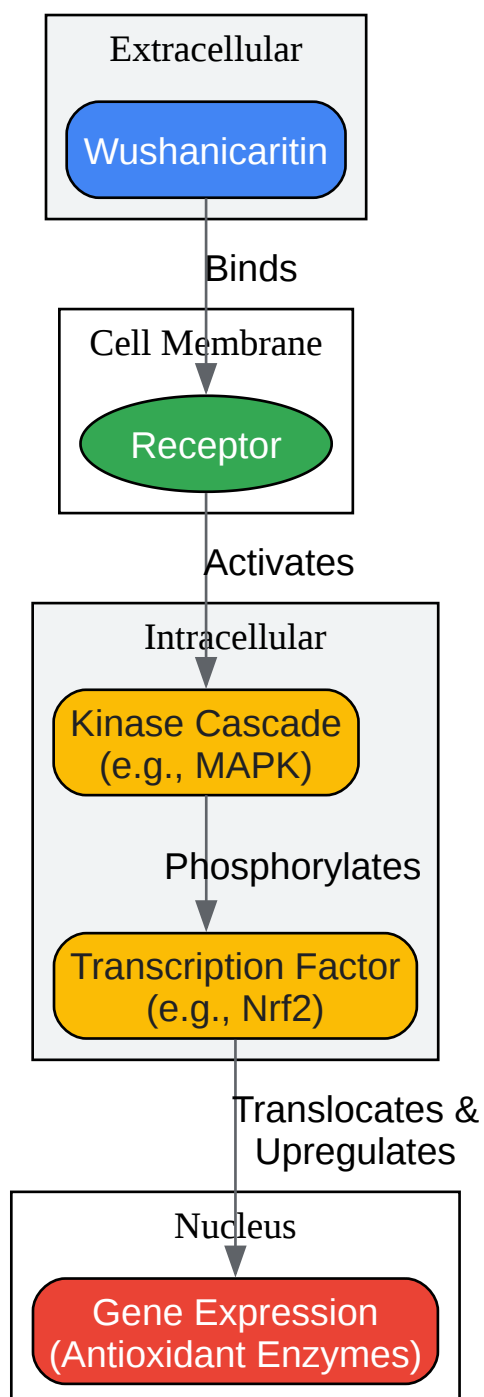 Extracellular
Wushanicaritin
Binds
Cell Membrane
Receptor
Activates
Intracellular
Kinase Cascade
(e.g., MAPK)
Phosphorylates
Transcription Factor
(e.g., Nrf2)
Translocates &
Upregulates
Nucleus
Gene Expression
(Antioxidant Enzymes)